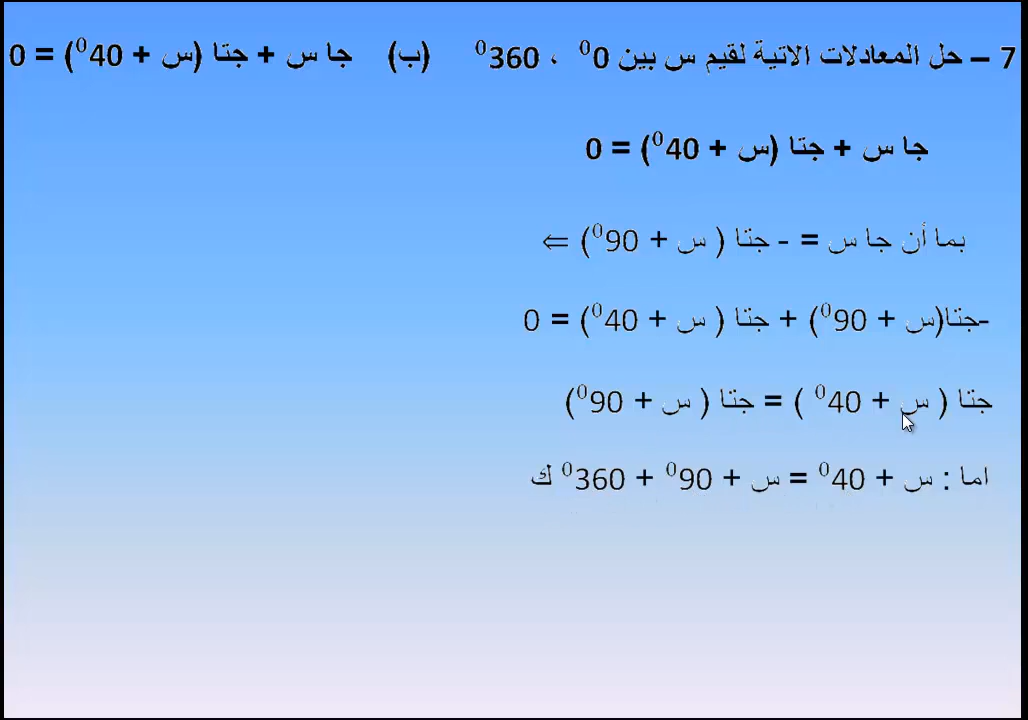 7 – حل المعادلات الاتية لقيم س بين 0⁰ ، 360⁰ (ب) جا س + جتا (س + 40⁰) = 0
جا س + جتا (س + 40⁰) = 0
بما أن جا س = - جتا ( س + 90⁰) ⇐
-جتا(س + 90⁰) + جتا ( س + 40⁰) = 0
جتا ( س + 40⁰ ) = جتا ( س + 90⁰)
اما : س + 40⁰ = س + 90⁰ + 360⁰ ك